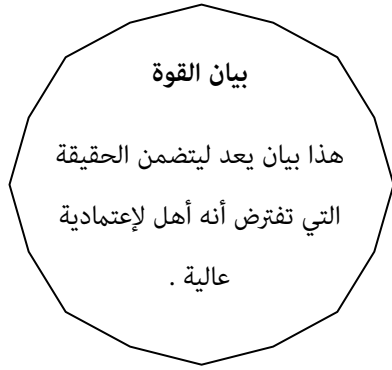 بيان القوة
هذا بيان يعد ليتضمن الحقيقة
التي تفترض أنه أهل لإعتمادية
عالية .